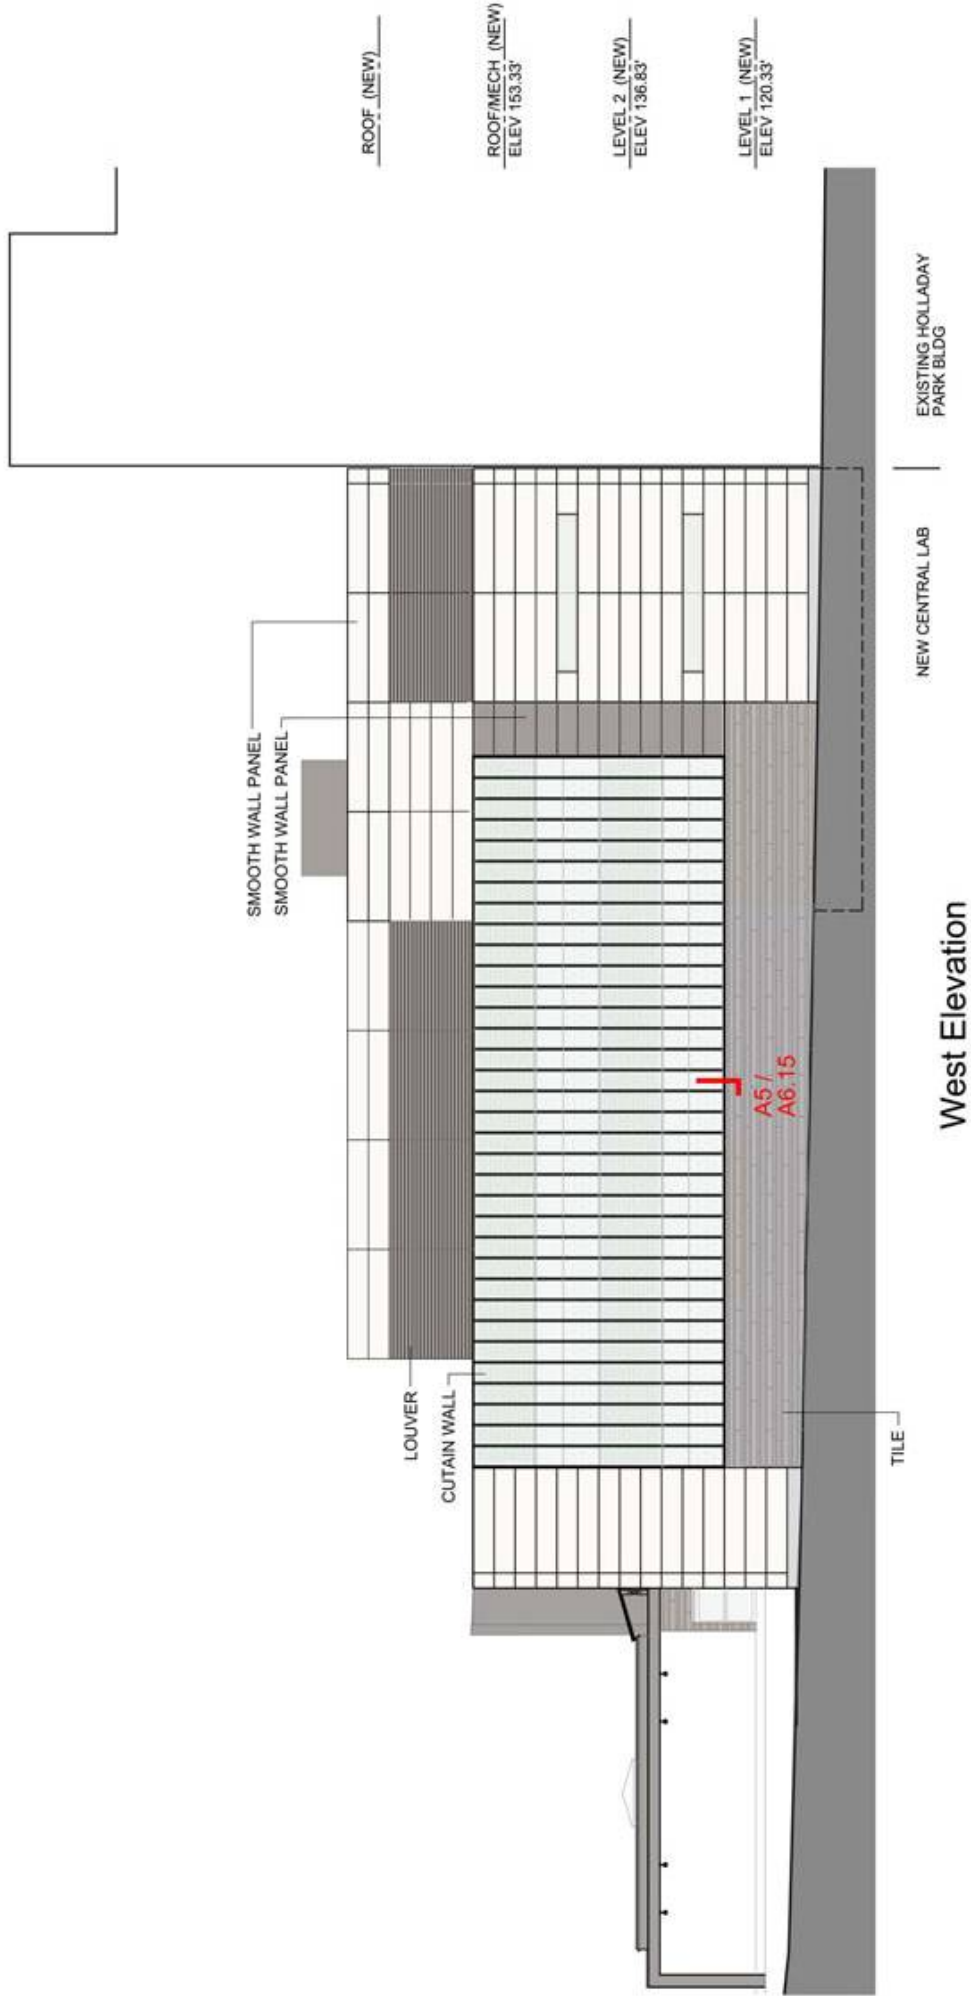 ROOF (NEW)
ROOF/MECH (NEW)
ELEV 153.33'
LEVEL 2 (NEW)
ELEV 136.83'
LEVEL 1 (NEW)
ELEV 120.33'
SMOOTH WALL PANEL
SMOOTH WALL PANEL
LOUVER
CUTAIN WALL
A5 /
A6.15
TILE
NEW CENTRAL LAB
EXISTING HOLLADAY
PARK BLDG
West Elevation